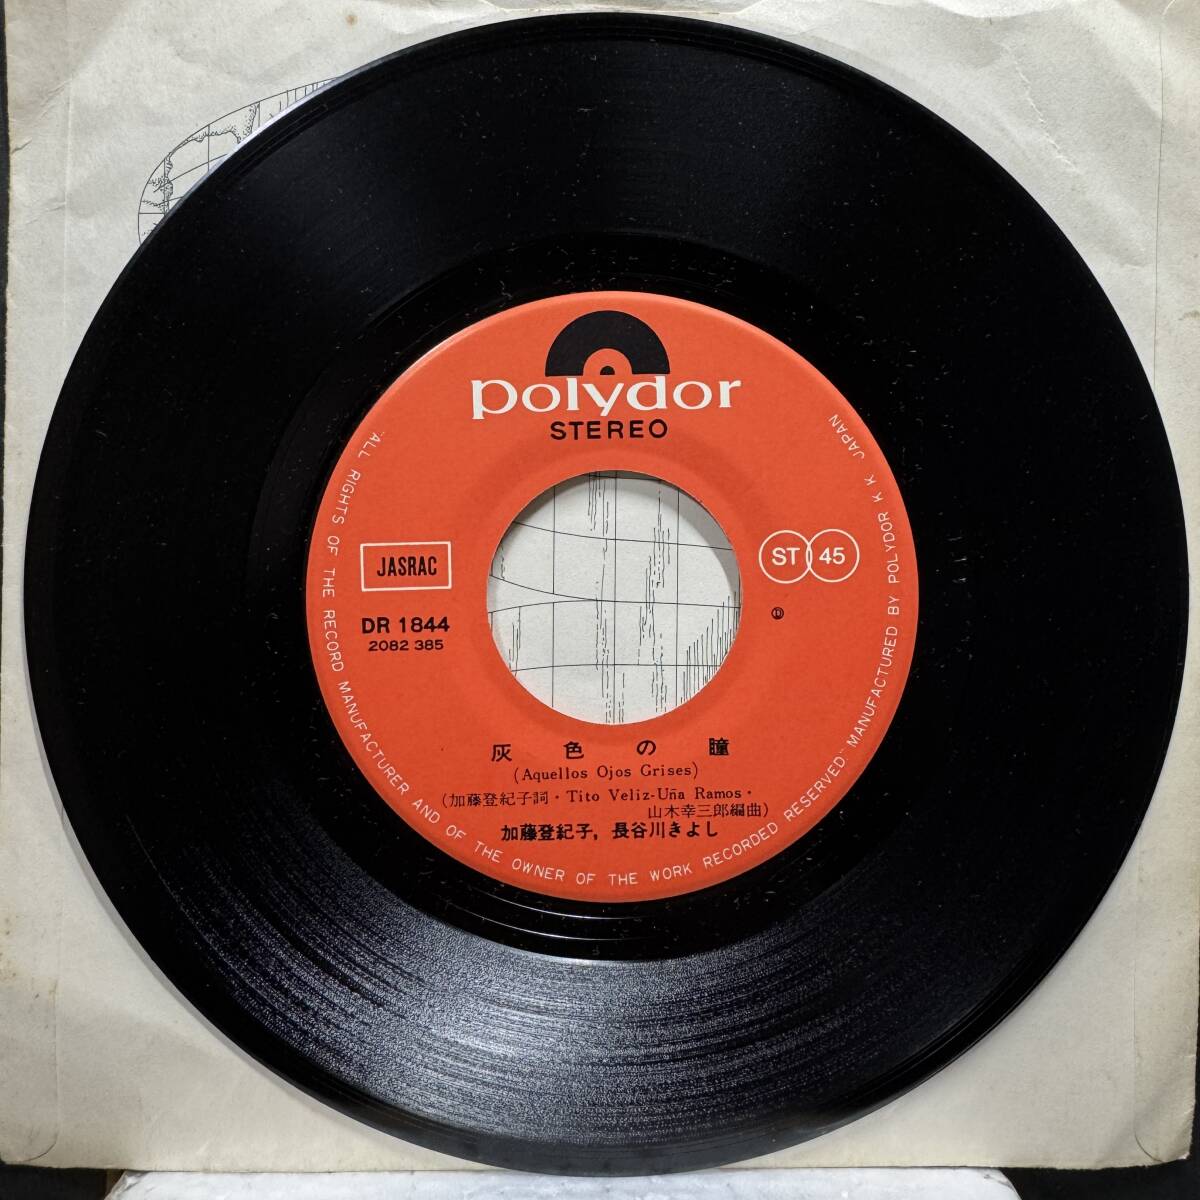 polydor
STEREO
JASRAC
ST 45
DR 1844
2082 385
Ⓓ
灰色の瞳
(Aquellos Ojos Grises)
(加藤登紀子詞・Tito Veliz-Uña Ramos・
山木幸三郎編曲)
加藤登紀子, 長谷川きよし
"ALL RIGHTS OF THE RECORD MANUFACTURER AND OF THE OWNER OF THE WORK RECORDED RESERVED" MANUFACTURED BY POLYDOR K K JAPAN